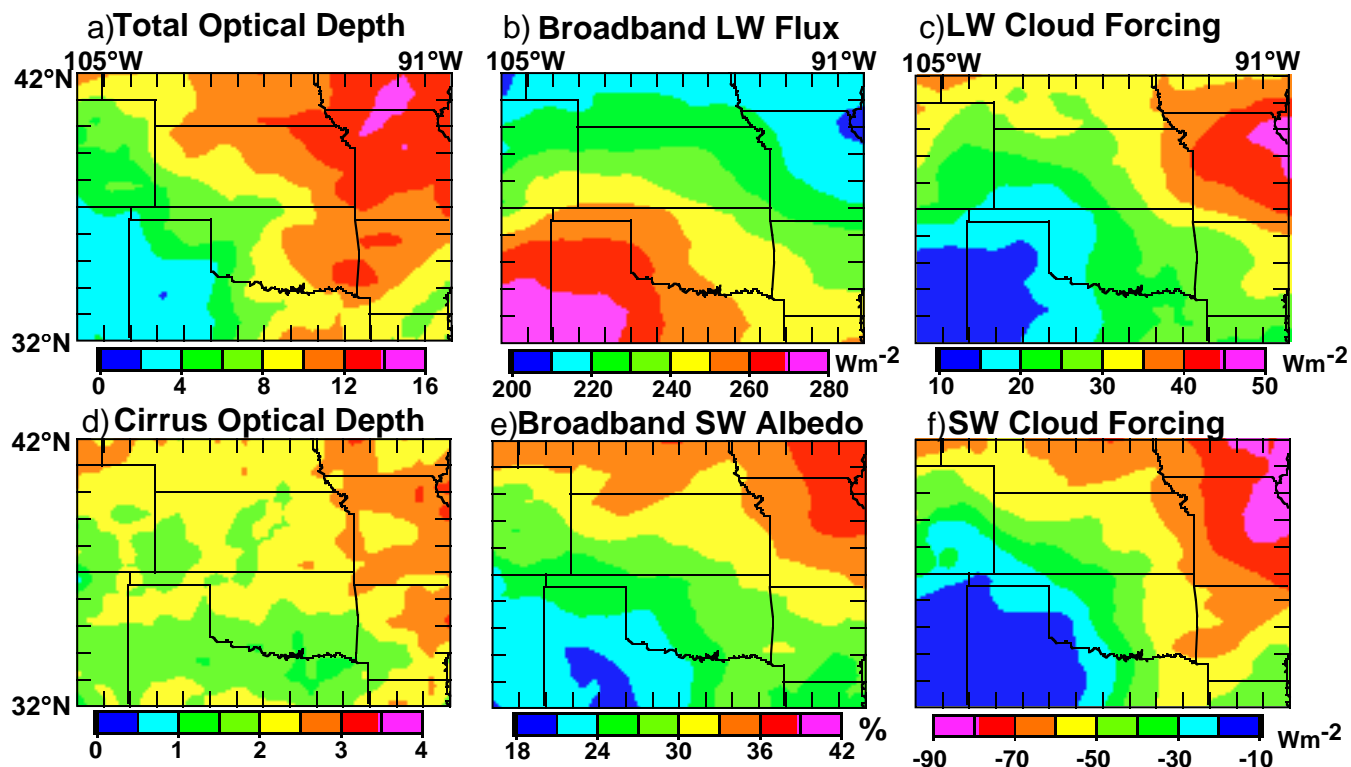 a)Total Optical Depth b) Broadband LW Flux c) LW Cloud Forcing
105°W 91°W 105°W 91°W 105°W 91°W
42°N
32°N
0 4 8 12 16 200 220 240 260 280 Wm-2 10 20 30 40 50 Wm-2
d) Cirrus Optical Depth e) Broadband SW Albedo f) SW Cloud Forcing
42°N
32°N
0 1 2 3 4 18 24 30 36 42 % -90 -70 -50 -30 -10 Wm-2